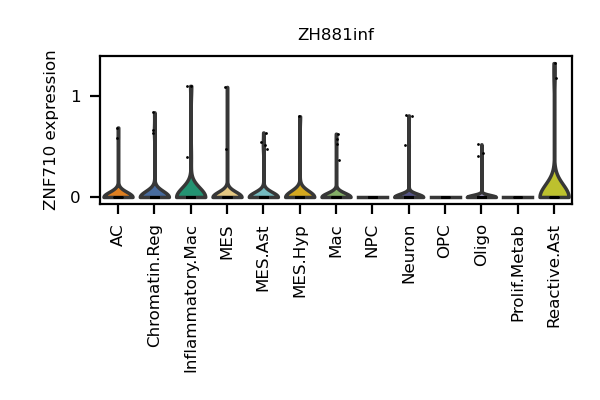 ZH881inf
ZNF710 expression
1
0
AC
Chromatin.Reg
Inflammatory.Mac
MES
MES.Ast
MES.Hyp
Mac
NPC
Neuron
OPC
Oligo
Prolif.Metab
Reactive.Ast